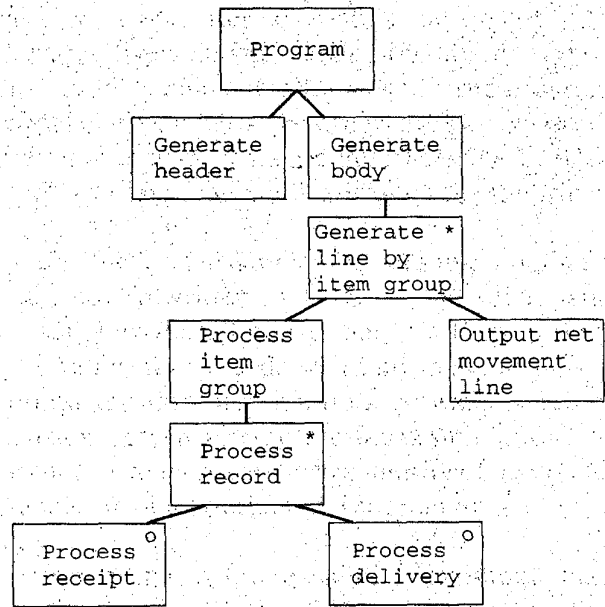 Program
Generate
header
Generate
body
Generate *
line by
item group
Process
item
group
Output net
movement
line
Process *
record
Process o
receipt
Process o
delivery